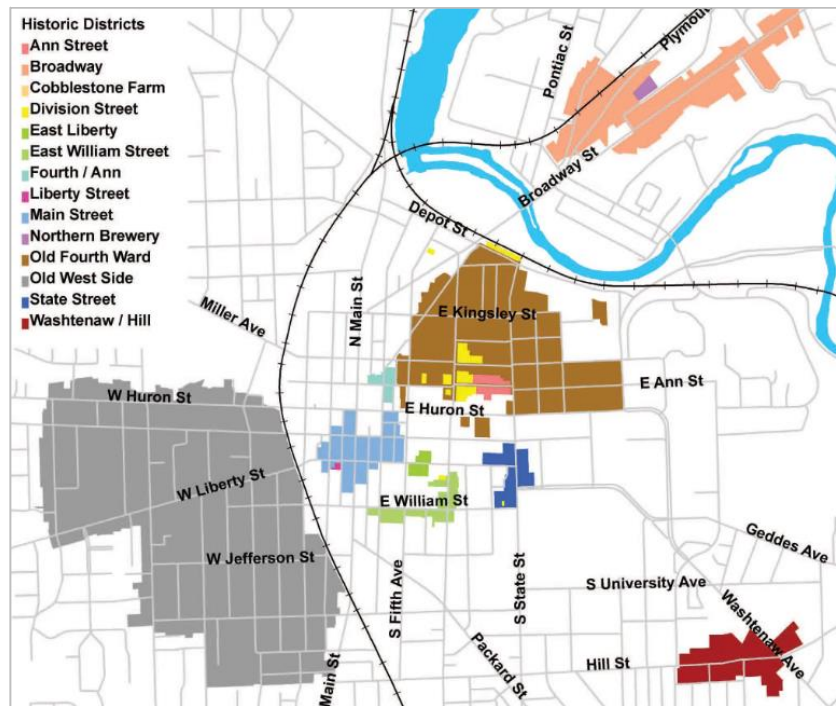 Historic Districts
Ann Street
Broadway
Cobblestone Farm
Division Street
East Liberty
East William Street
Fourth / Ann
Liberty Street
Main Street
Northern Brewery
Old Fourth Ward
Old West Side
State Street
Washtenaw / Hill
Pontiac St
Plymouth
Broadway St
Depot St
N Main St
Miller Ave
E Kingsley St
E Ann St
W Huron St
E Huron St
W Liberty St
E William St
W Jefferson St
Geddes Ave
S Fifth Ave
S State St
S University Ave
Washtenaw Ave
Packard St
Hill St
Main St